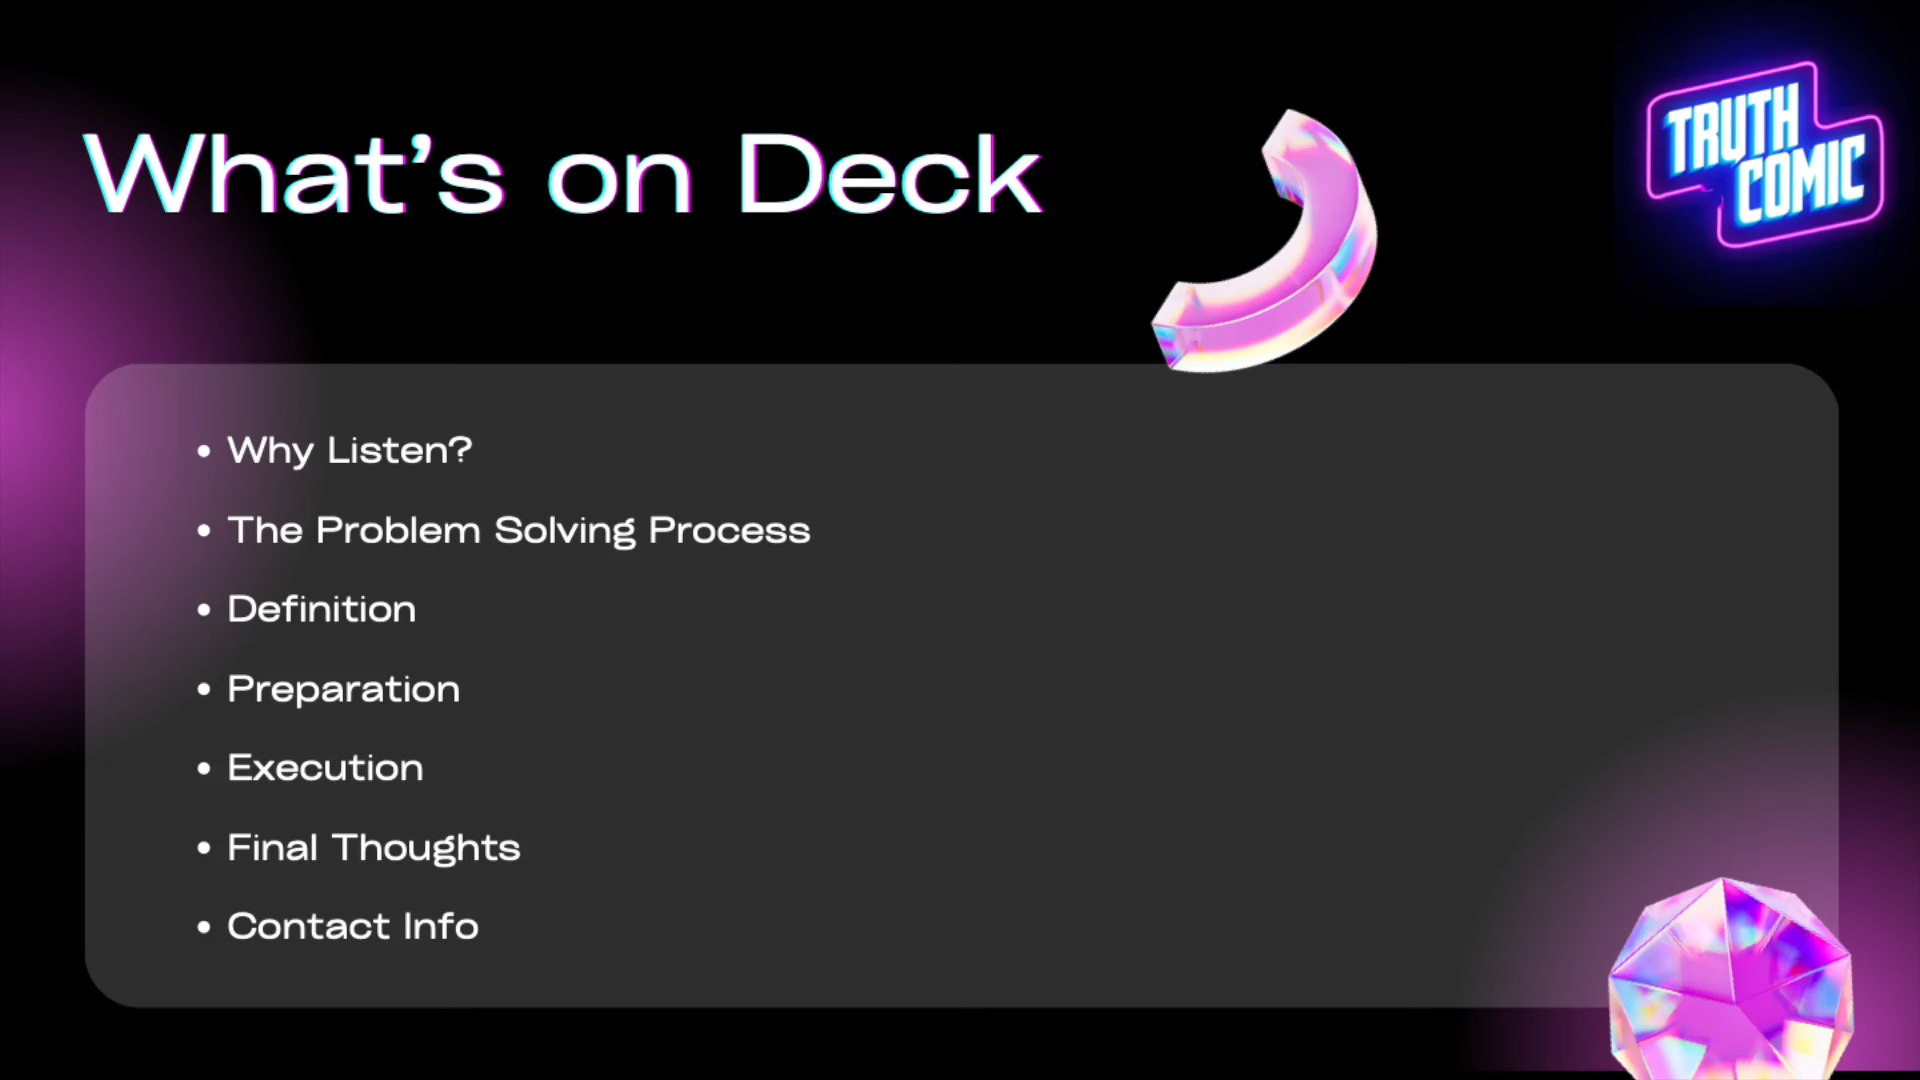 What’s on Deck
TRUTH
COMIC
• Why Listen?
• The Problem Solving Process
• Definition
• Preparation
• Execution
• Final Thoughts
• Contact Info